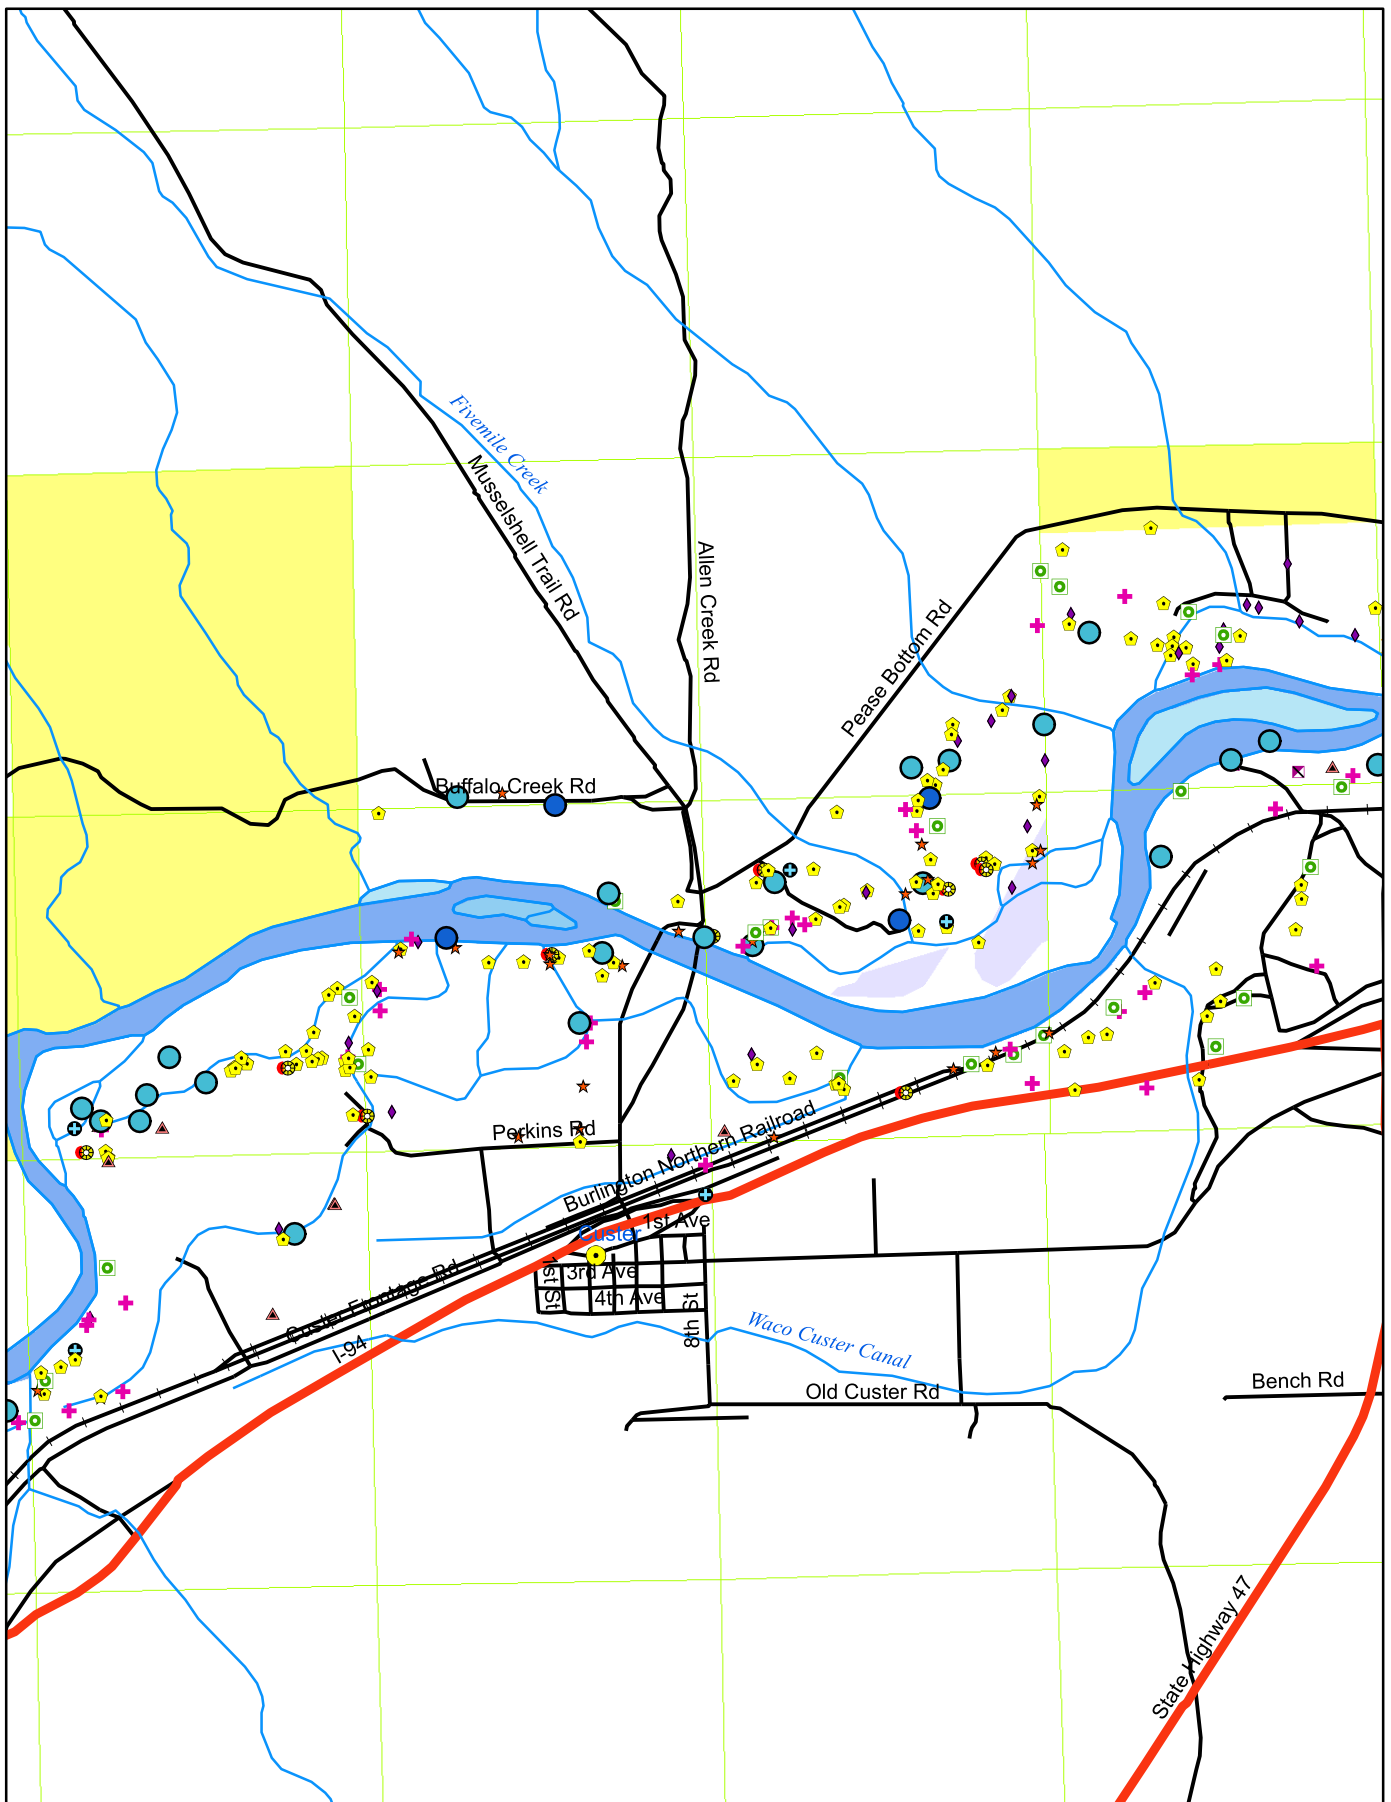 Fivemile Creek
Musselshell Trail Rd
Allen Creek Rd
Pease Bottom Rd
Buffalo Creek Rd
Perkins Rd
Burlington Northern Railroad
1st Ave
Custer
3rd Ave
1st St
4th Ave
8th St
Custer Frontage Rd
I-94
Waco Custer Canal
Old Custer Rd
Bench Rd
State Highway 47